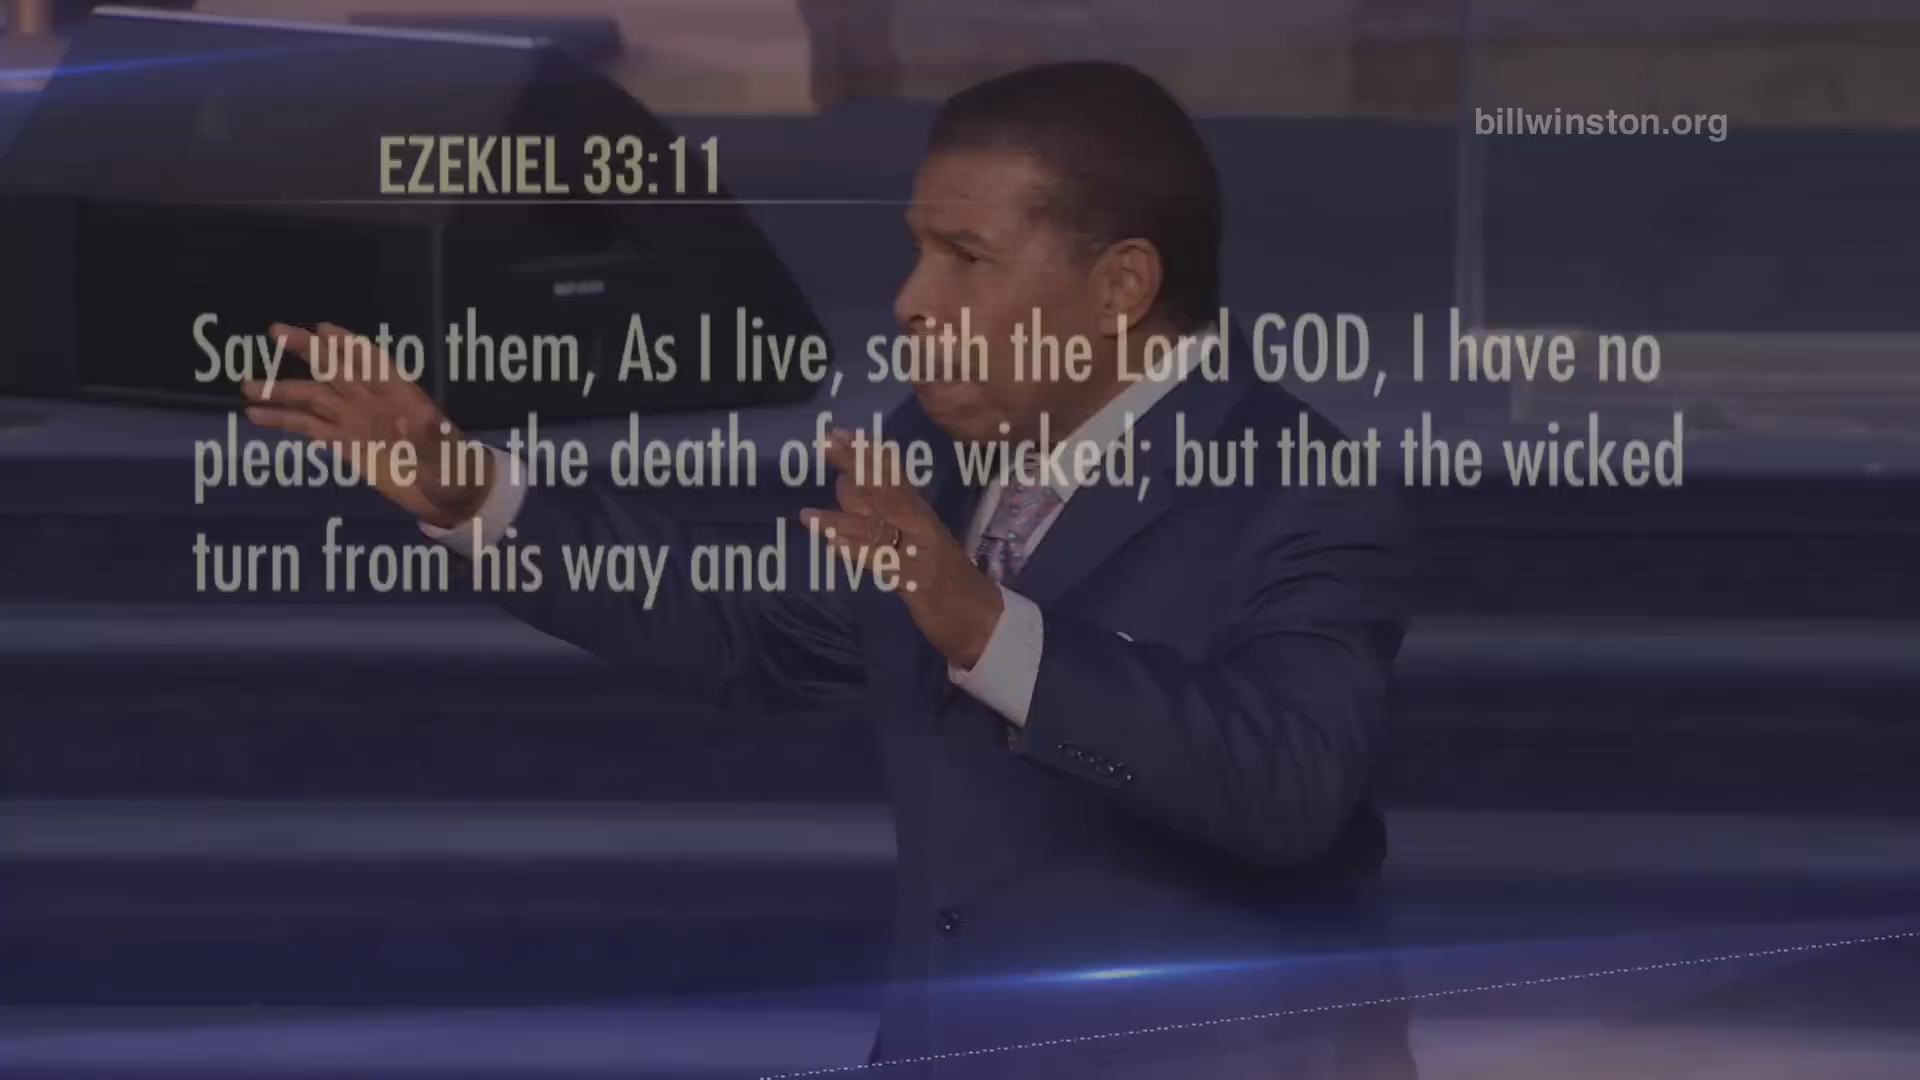 EZEKIEL 33:11
billwinston.org
Say unto them, As I live, saith the Lord GOD, I have no
pleasure in the death of the wicked; but that the wicked
turn from his way and live: